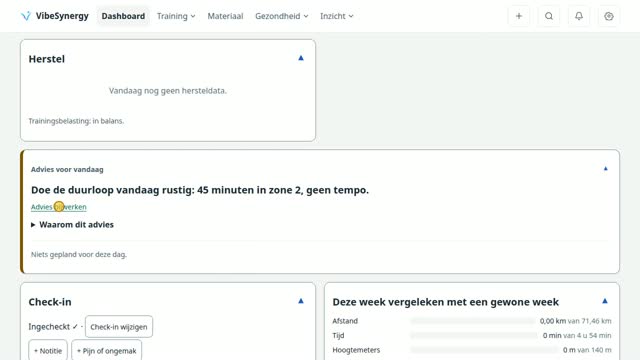 VibeSynergy Dashboard Training Materiaal Gezondheid Inzicht
Herstel
Vandaag nog geen hersteldata.
Trainingsbelasting: in balans.
Advies voor vandaag
Doe de duurloop vandaag rustig: 45 minuten in zone 2, geen tempo.
Advies
Waarom dit advies
Niets gepland voor deze dag.
Check-in
Ingecheckt ✓ · Check-in wijzigen
+ Notitie + Pijn of ongemak
Deze week vergeleken met een gewone week
Afstand 0,00 km van 71,46 km
Tijd 0 min van 4 u 54 min
Hoogtemeters 0 m van 140 m